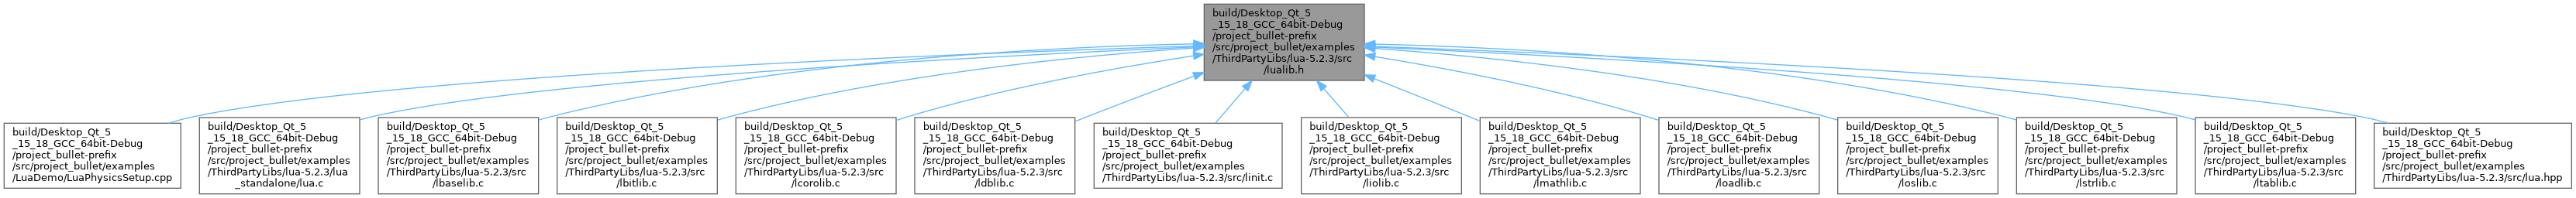 build/Desktop_Qt_5
_15_18_GCC_64bit-Debug
/project_bullet-prefix
/src/project_bullet/examples
/ThirdPartyLibs/lua-5.2.3/src
/lualib.h
build/Desktop_Qt_5
_15_18_GCC_64bit-Debug
/project_bullet-prefix
/src/project_bullet/examples
/LuaDemo/LuaPhysicsSetup.cpp
build/Desktop_Qt_5
_15_18_GCC_64bit-Debug
/project_bullet-prefix
/src/project_bullet/examples
/ThirdPartyLibs/lua-5.2.3/lua
_standalone/lua.c
build/Desktop_Qt_5
_15_18_GCC_64bit-Debug
/project_bullet-prefix
/src/project_bullet/examples
/ThirdPartyLibs/lua-5.2.3/src
/lbaselib.c
build/Desktop_Qt_5
_15_18_GCC_64bit-Debug
/project_bullet-prefix
/src/project_bullet/examples
/ThirdPartyLibs/lua-5.2.3/src
/lbitlib.c
build/Desktop_Qt_5
_15_18_GCC_64bit-Debug
/project_bullet-prefix
/src/project_bullet/examples
/ThirdPartyLibs/lua-5.2.3/src
/lcorolib.c
build/Desktop_Qt_5
_15_18_GCC_64bit-Debug
/project_bullet-prefix
/src/project_bullet/examples
/ThirdPartyLibs/lua-5.2.3/src
/ldblib.c
build/Desktop_Qt_5
_15_18_GCC_64bit-Debug
/project_bullet-prefix
/src/project_bullet/examples
/ThirdPartyLibs/lua-5.2.3/src/linit.c
build/Desktop_Qt_5
_15_18_GCC_64bit-Debug
/project_bullet-prefix
/src/project_bullet/examples
/ThirdPartyLibs/lua-5.2.3/src
/liolib.c
build/Desktop_Qt_5
_15_18_GCC_64bit-Debug
/project_bullet-prefix
/src/project_bullet/examples
/ThirdPartyLibs/lua-5.2.3/src
/lmathlib.c
build/Desktop_Qt_5
_15_18_GCC_64bit-Debug
/project_bullet-prefix
/src/project_bullet/examples
/ThirdPartyLibs/lua-5.2.3/src
/loadlib.c
build/Desktop_Qt_5
_15_18_GCC_64bit-Debug
/project_bullet-prefix
/src/project_bullet/examples
/ThirdPartyLibs/lua-5.2.3/src
/loslib.c
build/Desktop_Qt_5
_15_18_GCC_64bit-Debug
/project_bullet-prefix
/src/project_bullet/examples
/ThirdPartyLibs/lua-5.2.3/src
/lstrlib.c
build/Desktop_Qt_5
_15_18_GCC_64bit-Debug
/project_bullet-prefix
/src/project_bullet/examples
/ThirdPartyLibs/lua-5.2.3/src
/ltablib.c
build/Desktop_Qt_5
_15_18_GCC_64bit-Debug
/project_bullet-prefix
/src/project_bullet/examples
/ThirdPartyLibs/lua-5.2.3/src/lua.hpp